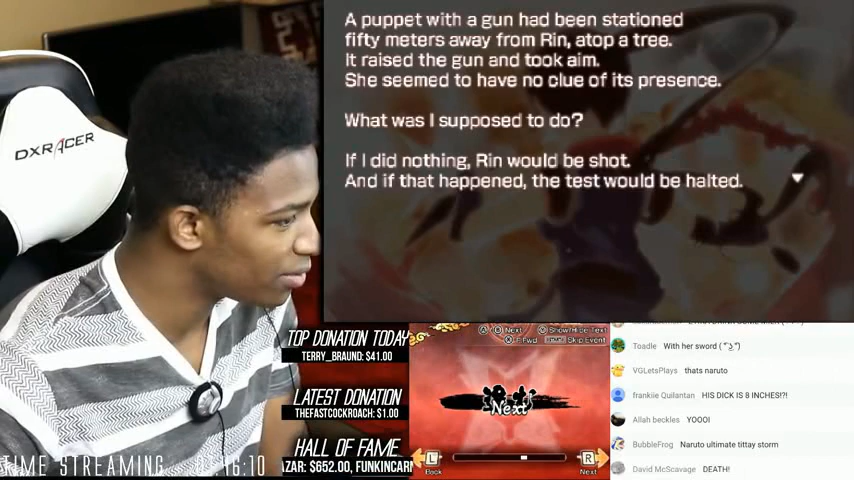 A puppet with a gun had been stationed
fifty meters away from Rin, atop a tree.
It raised the gun and took aim.
She seemed to have no clue of its presence.
What was I supposed to do?
If I did nothing, Rin would be shot.
And if that happened, the test would be halted.
DXRACER
TOP DONATION TODAY
TERRY_BRAUND: $41.00
LATEST DONATION
THEFASTCOCKROACH: $1.00
HALL OF FAME
AZAR: $652.00, FUNKINCAR
TIME STREAMING
16:10
Next
Show/Hide Text
F.Fwd
Skip Event
Next
L
Back
R
Next
Toadle With her sword
VGLetsPlays thats naruto
frankiie Quilantan HIS DICK IS 8 INCHES!?!
Allah beckles YOOOI
BubbleFrog Naruto ultimate tittay storm
David McScavage DEATH!